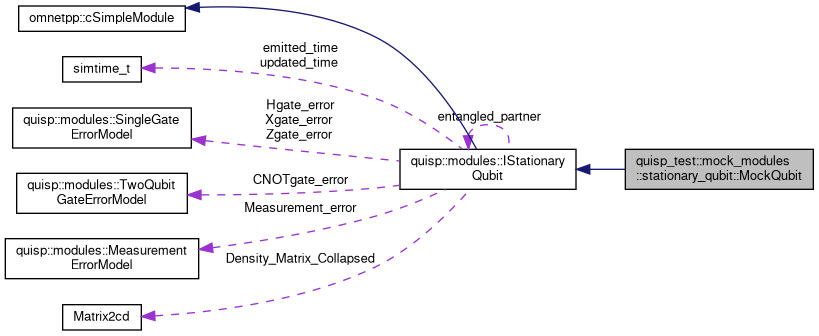 omnetpp::cSimpleModule
emitted_time
updated_time
simtime_t
Hgate_error
Xgate_error
Zgate_error
quisp::modules::SingleGate
ErrorModel
entangled_partner
quisp::modules::IStationary
Qubit
quisp_test::mock_modules
::stationary_qubit::MockQubit
CNOTgate_error
quisp::modules::TwoQubit
GateErrorModel
Measurement_error
quisp::modules::Measurement
ErrorModel
Density_Matrix_Collapsed
Matrix2cd